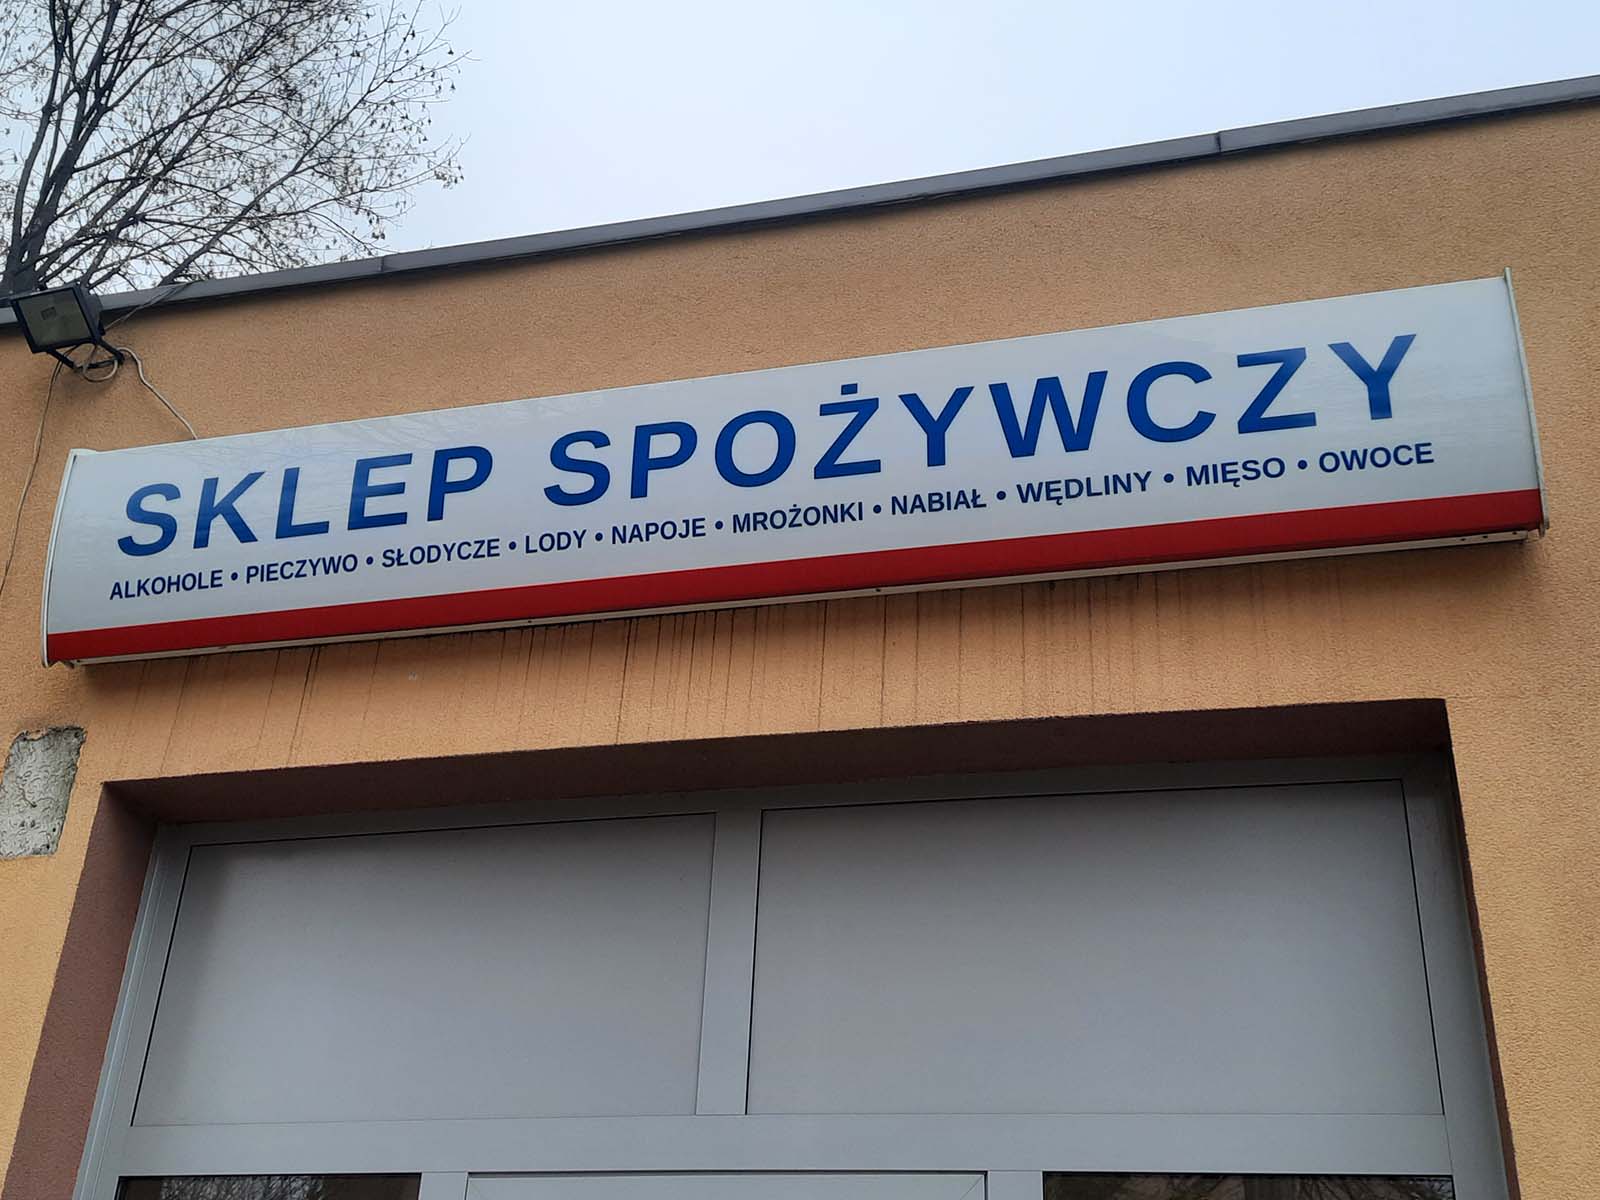 SKLEP SPOŻYWCZY
ALKOHOLE • PIECZYWO • SŁODYCZE • LODY • NAPOJE • MROŻONKI • NABIAŁ • WĘDLINY • MIĘSO • OWOCE